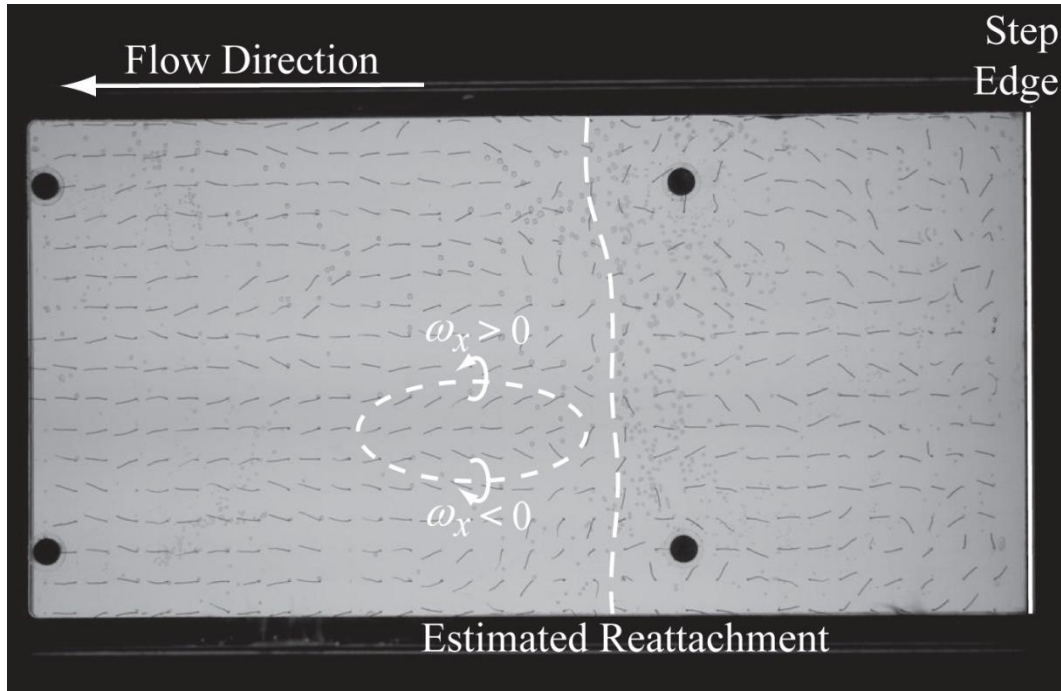 Flow Direction
Step
Edge
ωₓ > 0
ωₓ < 0
Estimated Reattachment